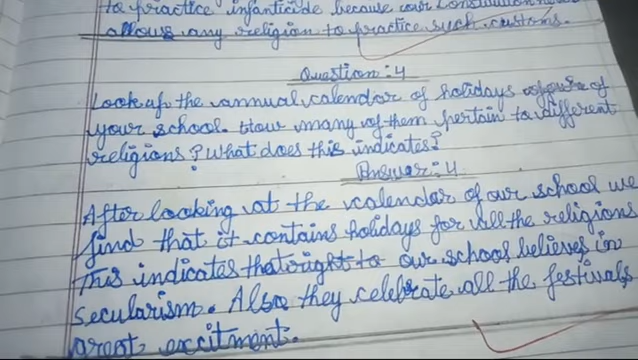 to practice infanticide because our Constitution
allows any religion to practice such customs.
Question:4
Look up the annual calendar of holidays of
your school. How many of them pertain to different
religions? What does this indicates?
Answer:4
After looking at the calendar of our school we
find that it contains holidays for all the religions
This indicates that right to our school believes in
secularism. Also they celebrate all the festivals
great excitment.